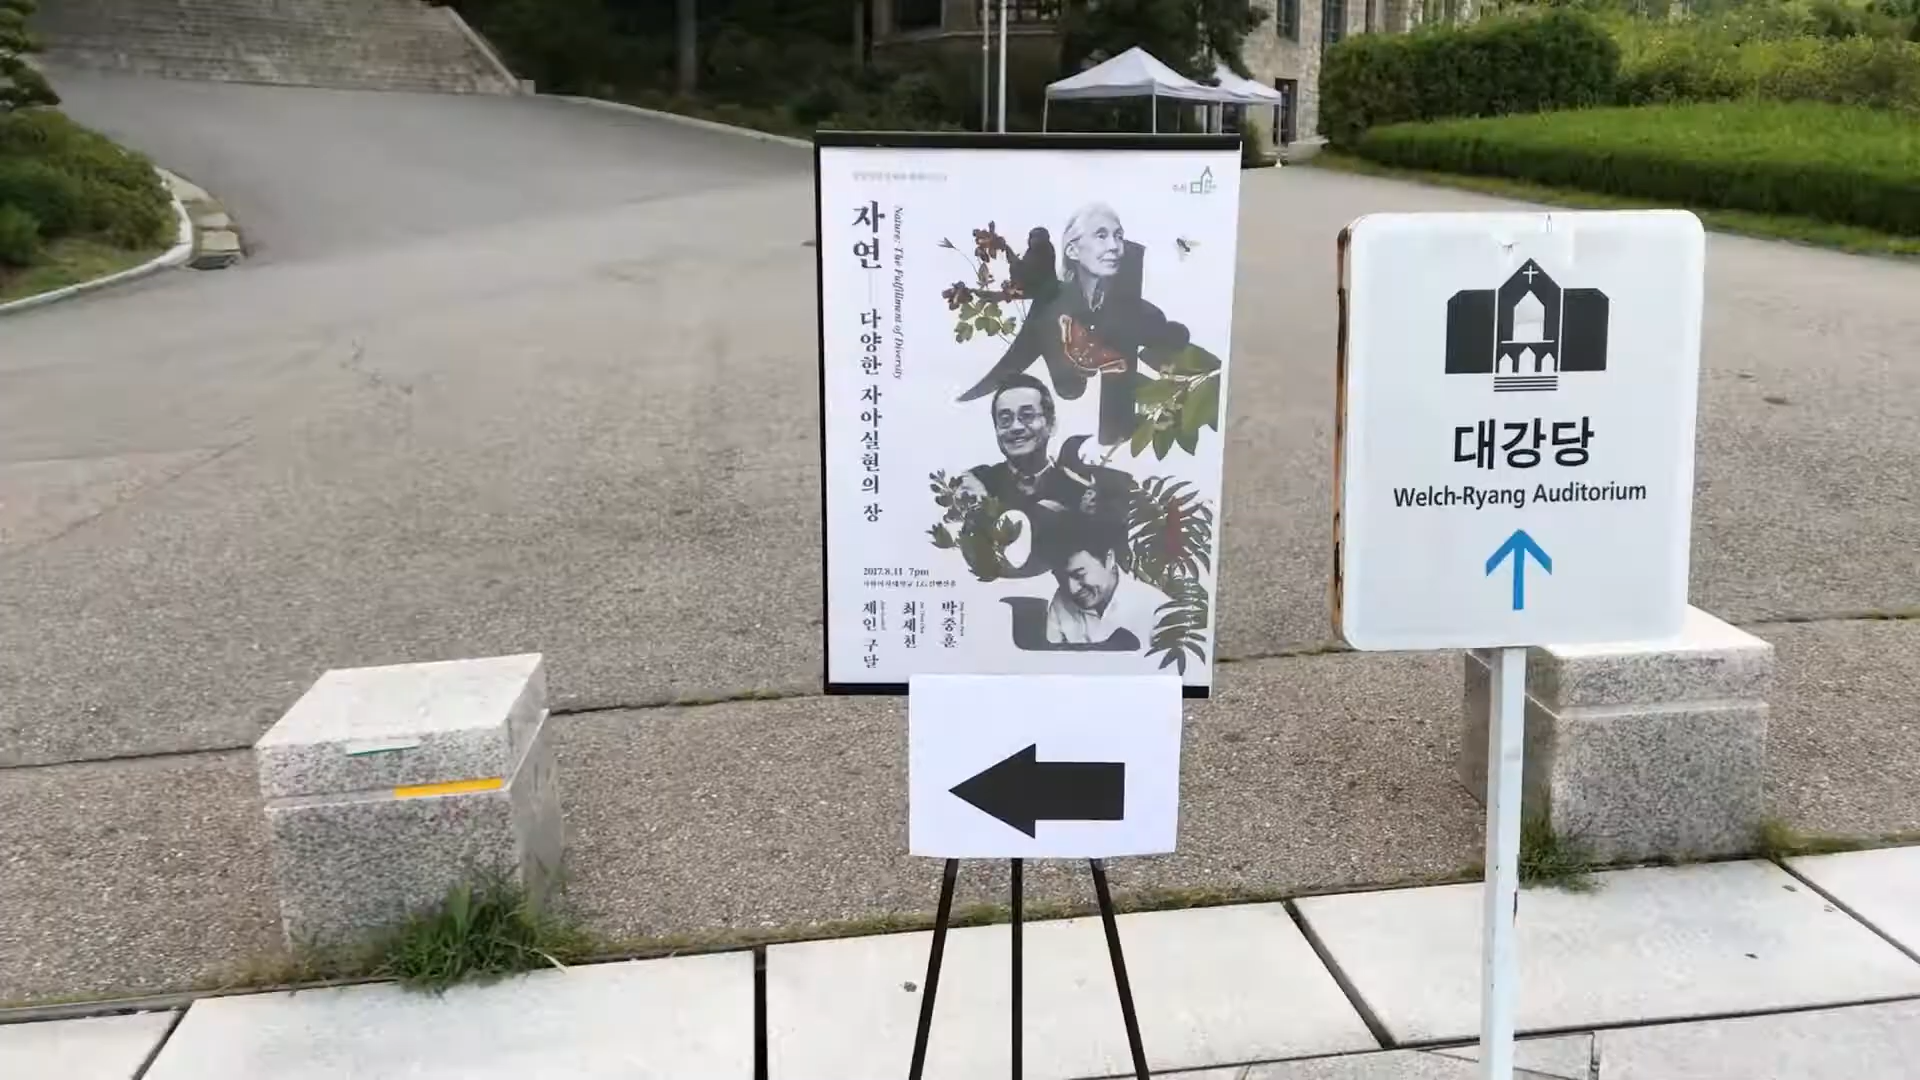 자연
다양한 자아실현의 장
Nature: The Fulfillment of Diversity
2017.8.11 7pm
제인 구달
최재천
박중훈
대강당
Welch-Ryang Auditorium